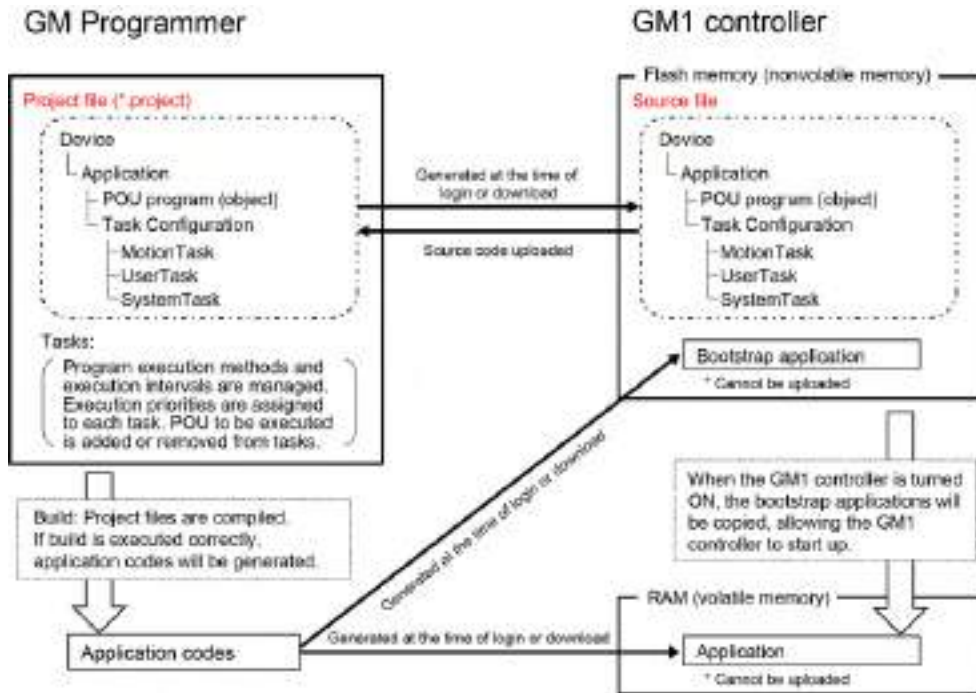 GM Programmer
GM1 controller
Flash memory (nonvolatile memory)
Project file (*.project)
Source file
Device
Application
POU program (object)
Task Configuration
MotionTask
UserTask
SystemTask
Generated at the time of
login or download
Source code uploaded
Device
Application
POU program (object)
Task Configuration
MotionTask
UserTask
SystemTask
Tasks:
Program execution methods and
execution intervals are managed.
Execution priorities are assigned
to each task. POU to be executed
is added or removed from tasks.
Bootstrap application
* Cannot be uploaded
Build: Project files are compiled.
If build is executed correctly,
application codes will be generated.
Generated at the time of login or download
When the GM1 controller is turned
ON, the bootstrap applications will
be copied, allowing the GM1
controller to start up.
RAM (volatile memory)
Application codes
Generated at the time of login or download
Application
* Cannot be uploaded